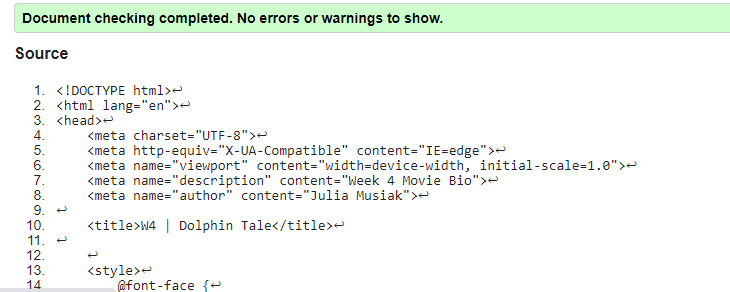 Document checking completed. No errors or warnings to show.
Source
1. <!DOCTYPE html>↩
2. <html lang="en">↩
3. <head>↩
4. <meta charset="UTF-8">↩
5. <meta http-equiv="X-UA-Compatible" content="IE=edge">↩
6. <meta name="viewport" content="width=device-width, initial-scale=1.0">↩
7. <meta name="description" content="Week 4 Movie Bio">↩
8. <meta name="author" content="Julia Musiak">↩
9. ↩
10. <title>W4 | Dolphin Tale</title>↩
11. ↩
12. ↩
13. <style>↩
14 @font-face {↩